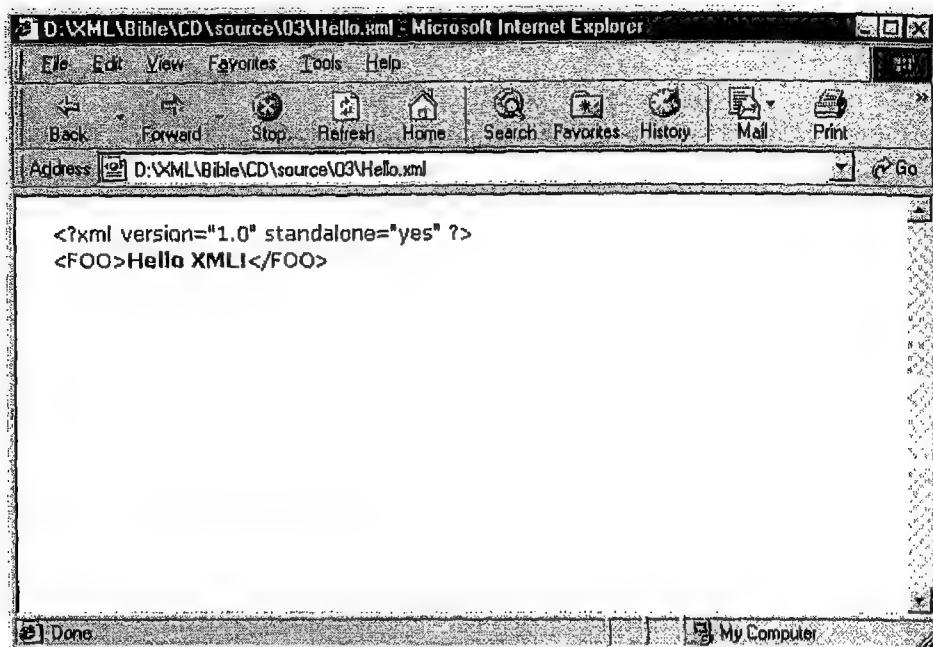 D:\XML\Bible\CD\source\03\Hello.xml - Microsoft Internet Explorer
File Edit View Favorites Tools Help
Back Forward Stop Refresh Home Search Favorites History Mail Print
Address D:\XML\Bible\CD\source\03\Hello.xml Go
<?xml version="1.0" standalone="yes" ?>
<FOO>Hello XML!</FOO>
Done My Computer